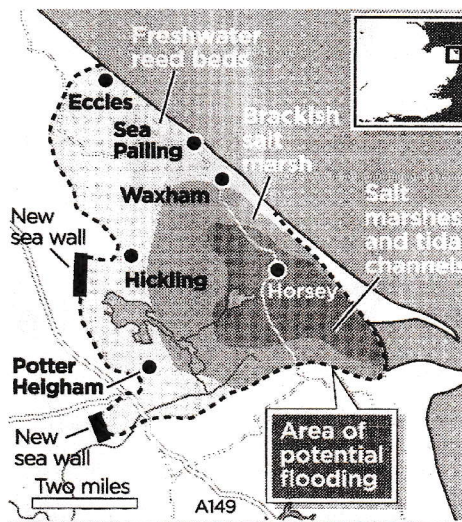 Freshwater
reed beds
Eccles
Sea
Palling
Brackish
salt
marsh
Waxham
Salt
marshes
and tidal
channels
New
sea wall
Hickling
Horsey
Potter
Heigham
New
sea wall
Area of
potential
flooding
Two miles
A149